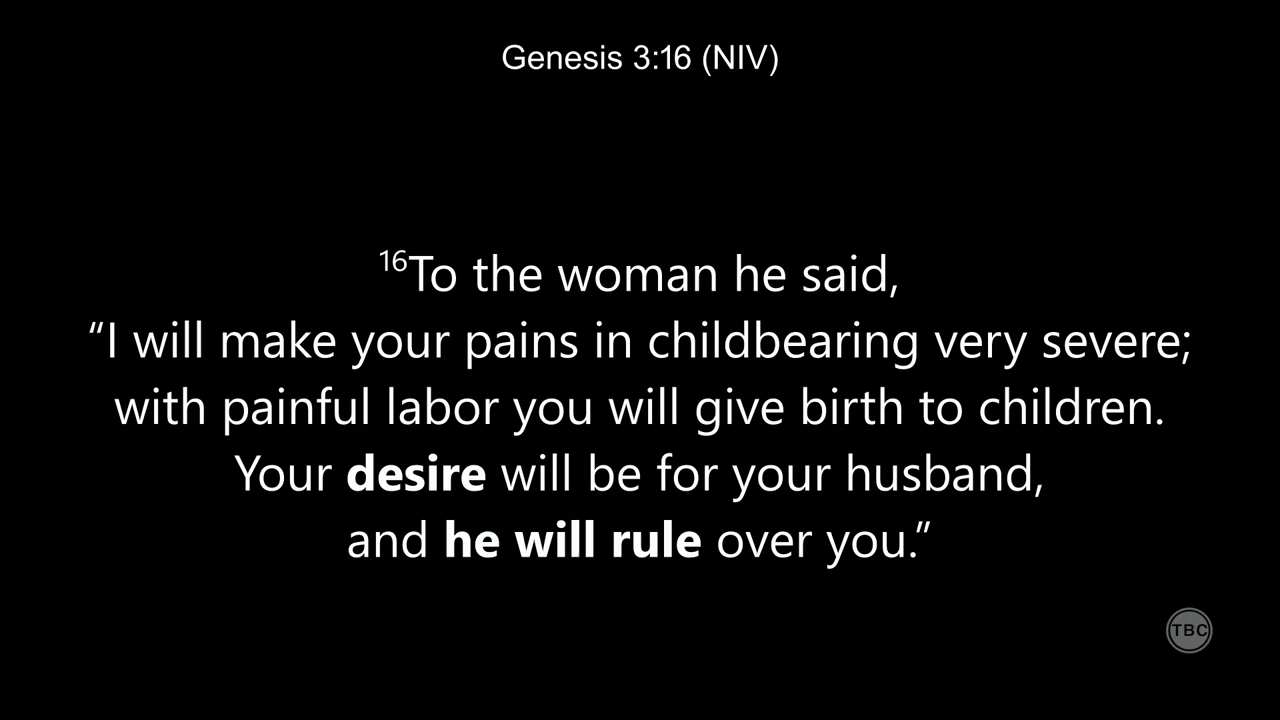 Genesis 3:16 (NIV)
16To the woman he said,
“I will make your pains in childbearing very severe;
with painful labor you will give birth to children.
Your desire will be for your husband,
and he will rule over you.”
TBC